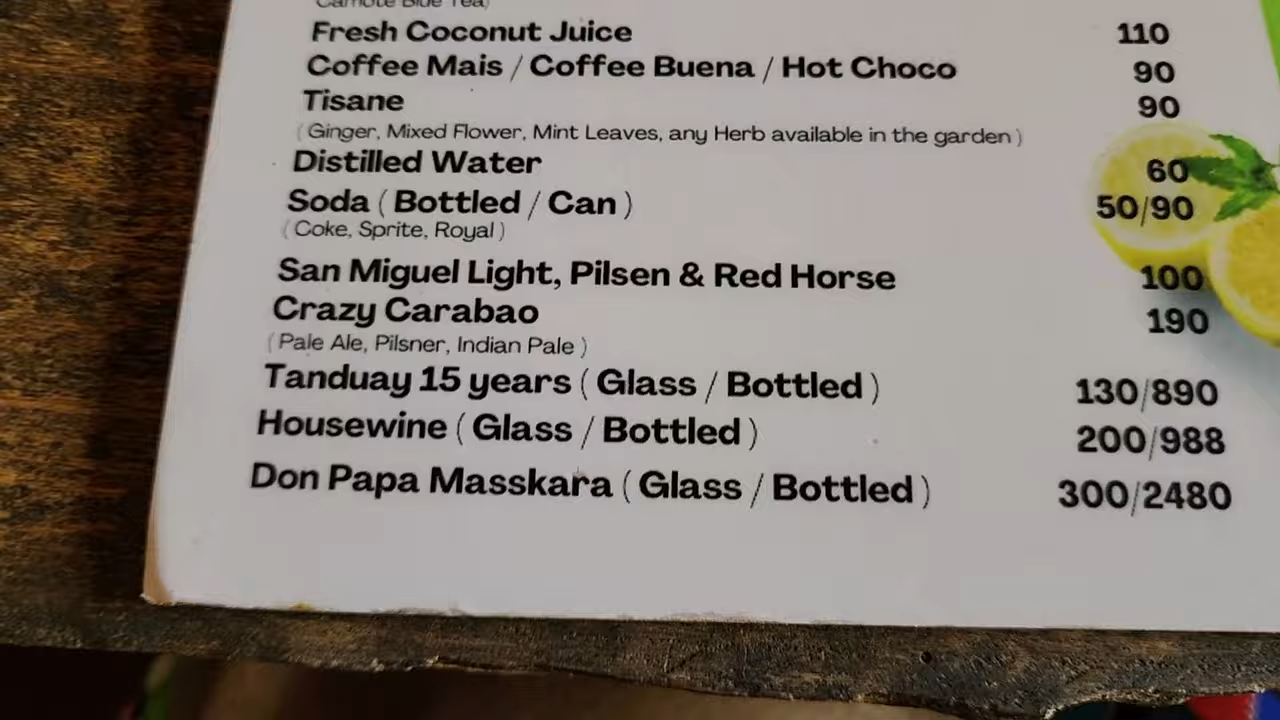 Camote Blue Tea)
Fresh Coconut Juice 110
Coffee Mais / Coffee Buena / Hot Choco 90
Tisane 90
( Ginger, Mixed Flower, Mint Leaves, any Herb available in the garden )
Distilled Water 60
Soda ( Bottled / Can ) 50/90
( Coke, Sprite, Royal )
San Miguel Light, Pilsen & Red Horse 100
Crazy Carabao 190
( Pale Ale, Pilsner, Indian Pale )
Tanduay 15 years ( Glass / Bottled ) 130/890
Housewine ( Glass / Bottled ) 200/988
Don Papa Masskara ( Glass / Bottled ) 300/2480